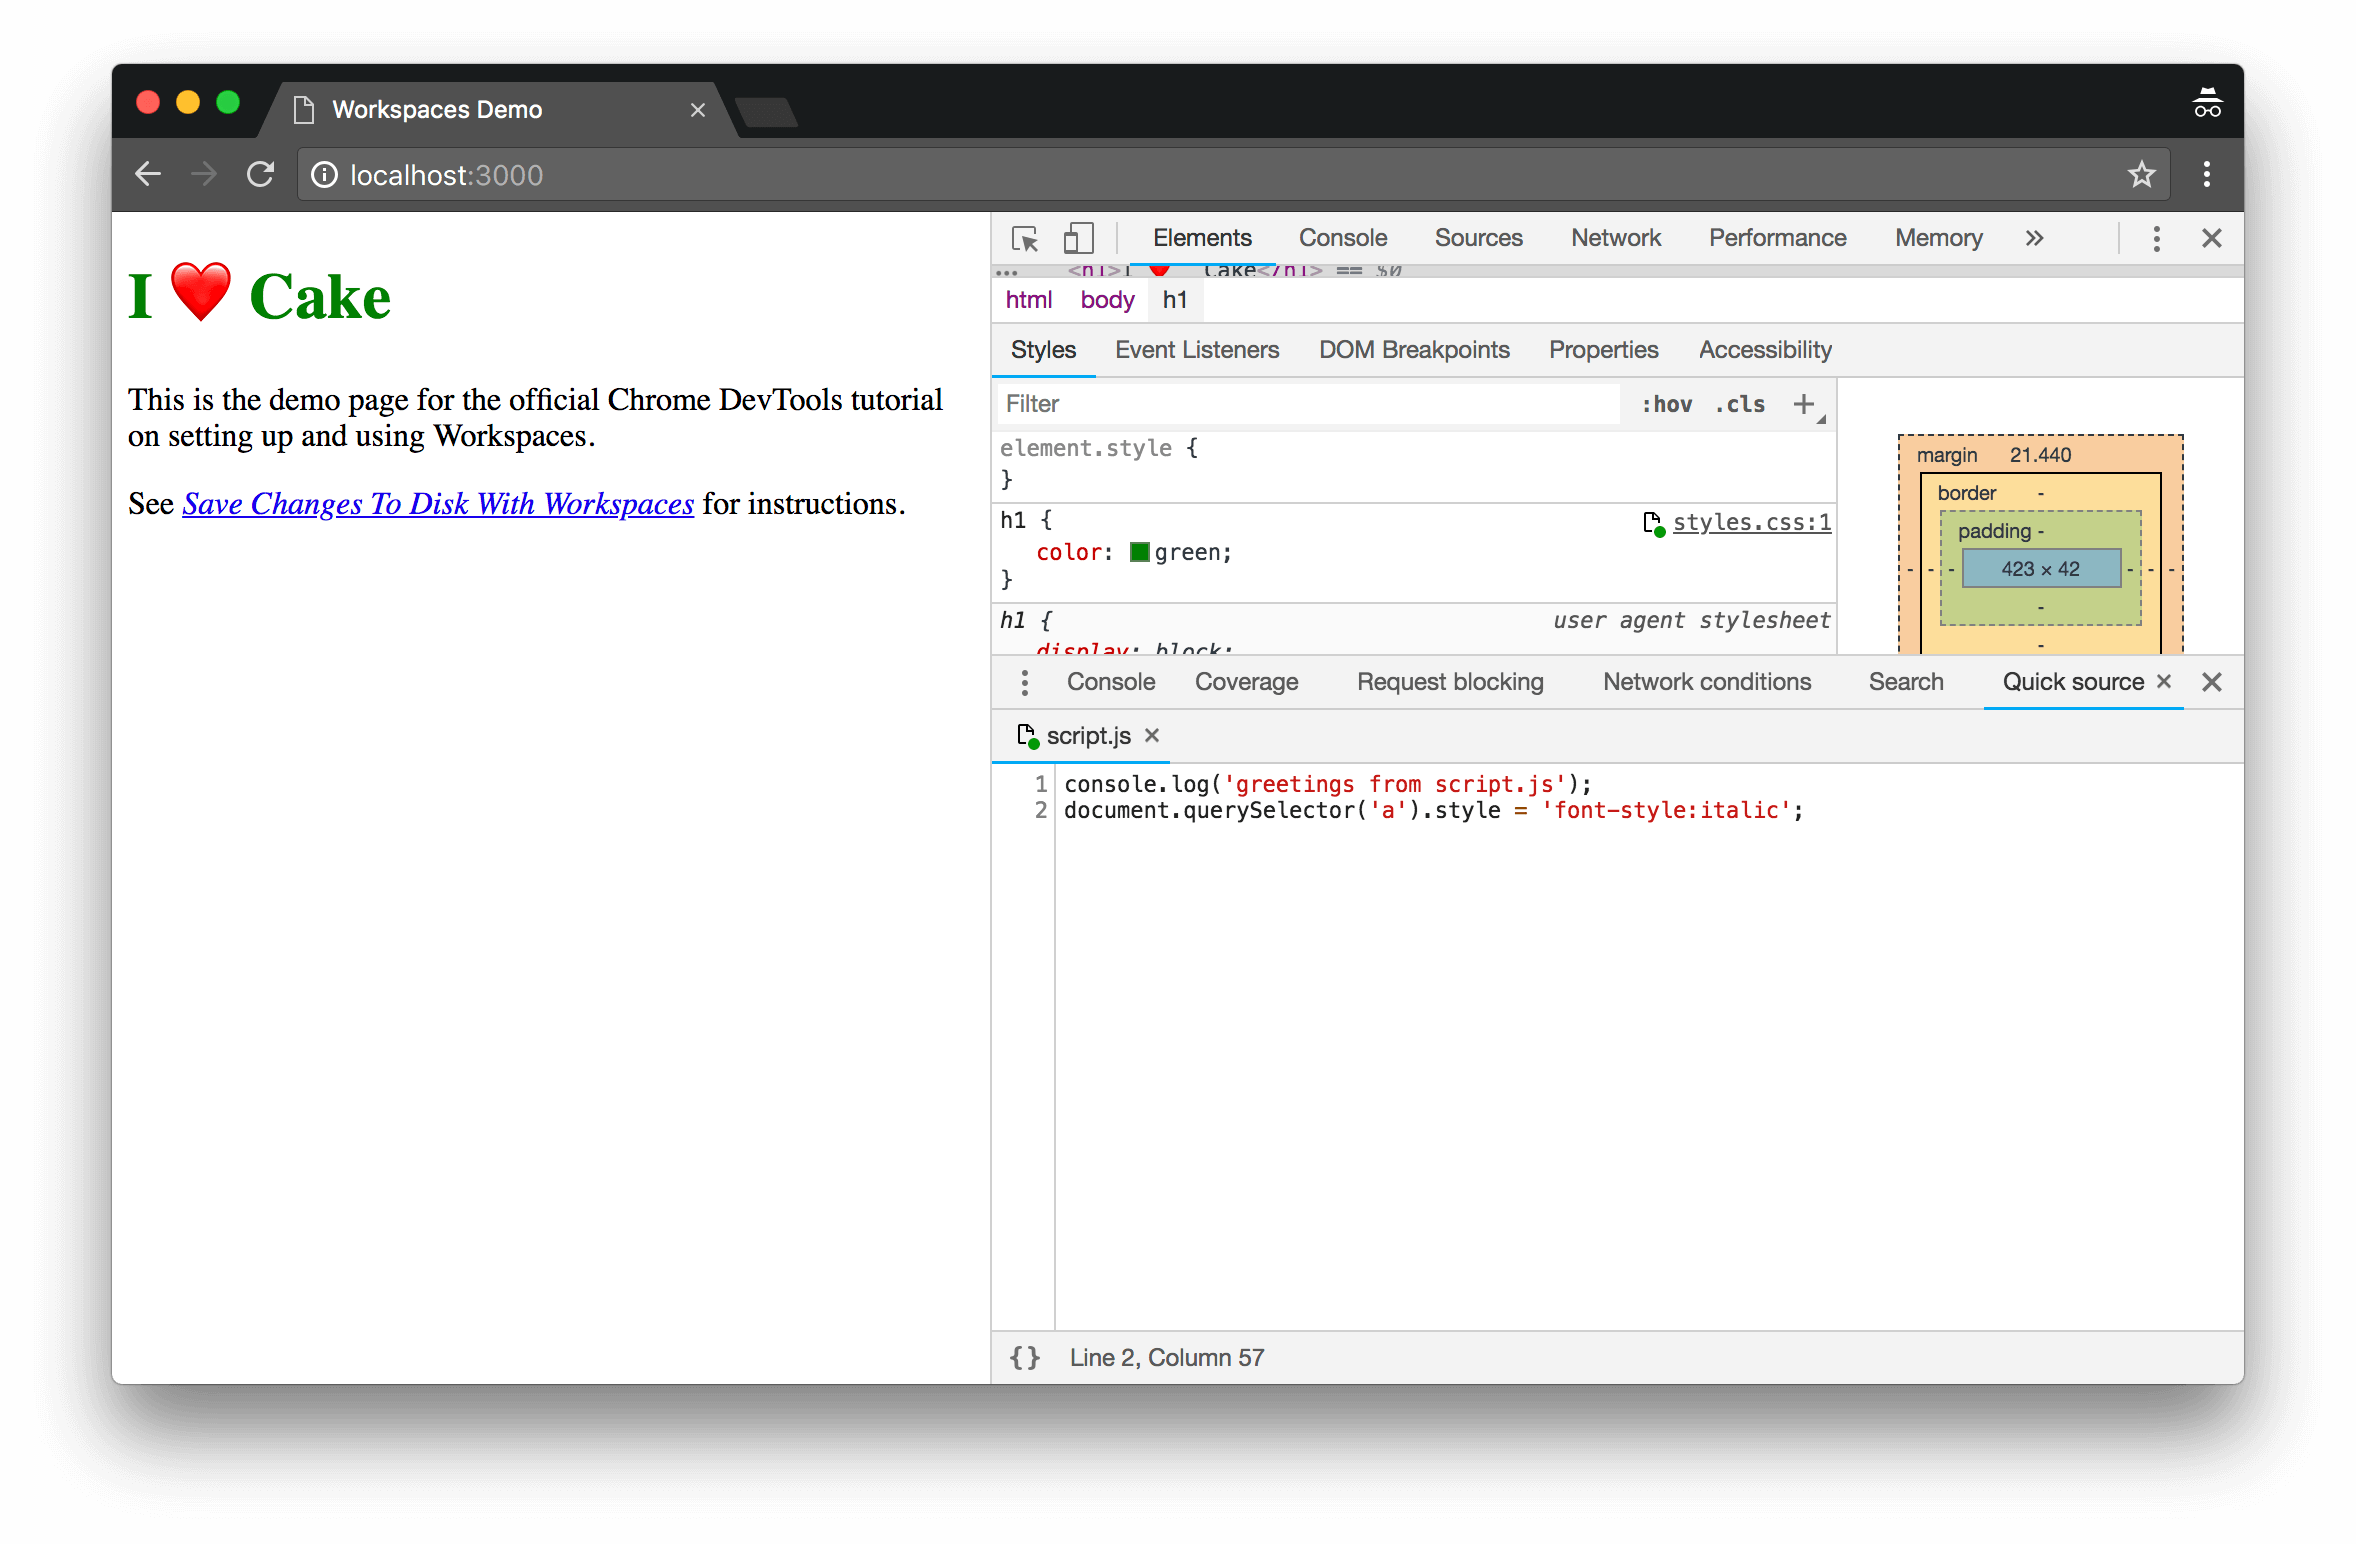 Workspaces Demo
localhost:3000
I ❤️ Cake
This is the demo page for the official Chrome DevTools tutorial
on setting up and using Workspaces.
See Save Changes To Disk With Workspaces for instructions.
Elements Console Sources Network Performance Memory »
… <h1>I ❤️ Cake</h1> == $0
html body h1
Styles Event Listeners DOM Breakpoints Properties Accessibility
Filter :hov .cls +
element.style {
}
h1 { styles.css:1
color: green;
}
h1 { user agent stylesheet
display: block;
margin 21.440
border -
padding -
- - - 423 × 42 - - -
-
-
Console Coverage Request blocking Network conditions Search Quick source ×
script.js ×
1 console.log('greetings from script.js');
2 document.querySelector('a').style = 'font-style:italic';
{} Line 2, Column 57